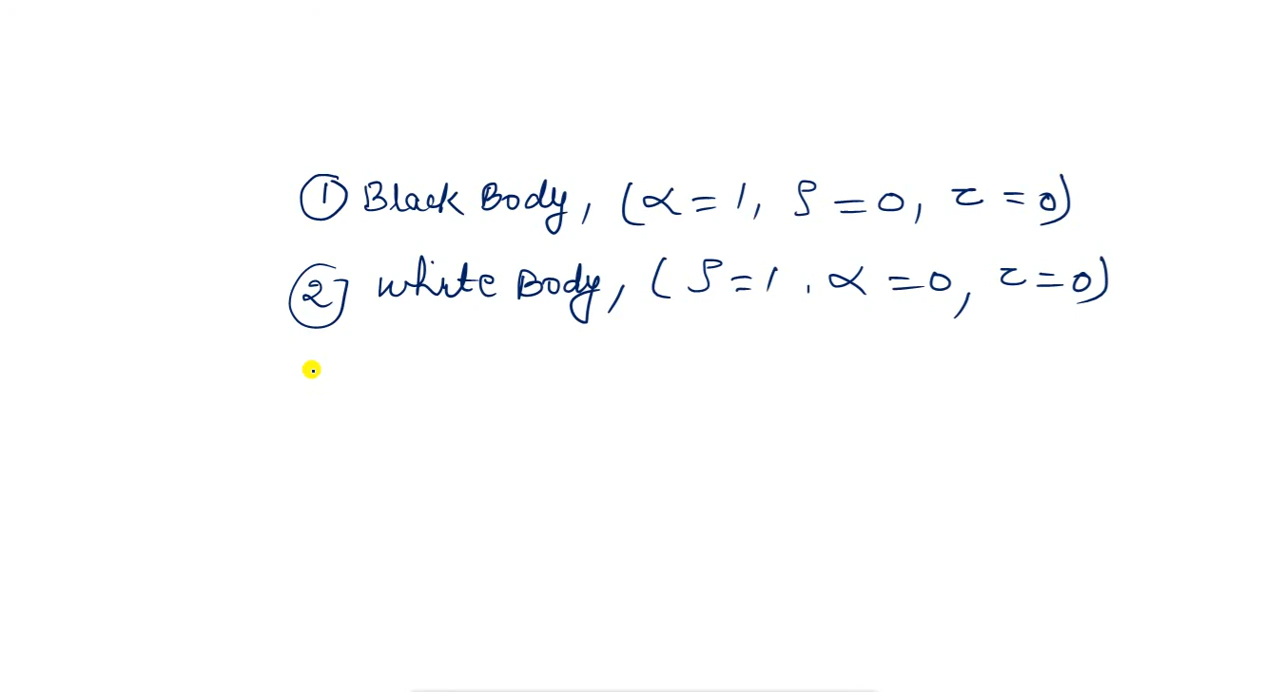 ① Black Body, (α = 1, ρ = 0, τ = 0)
② White Body, (ρ = 1, α = 0, τ = 0)